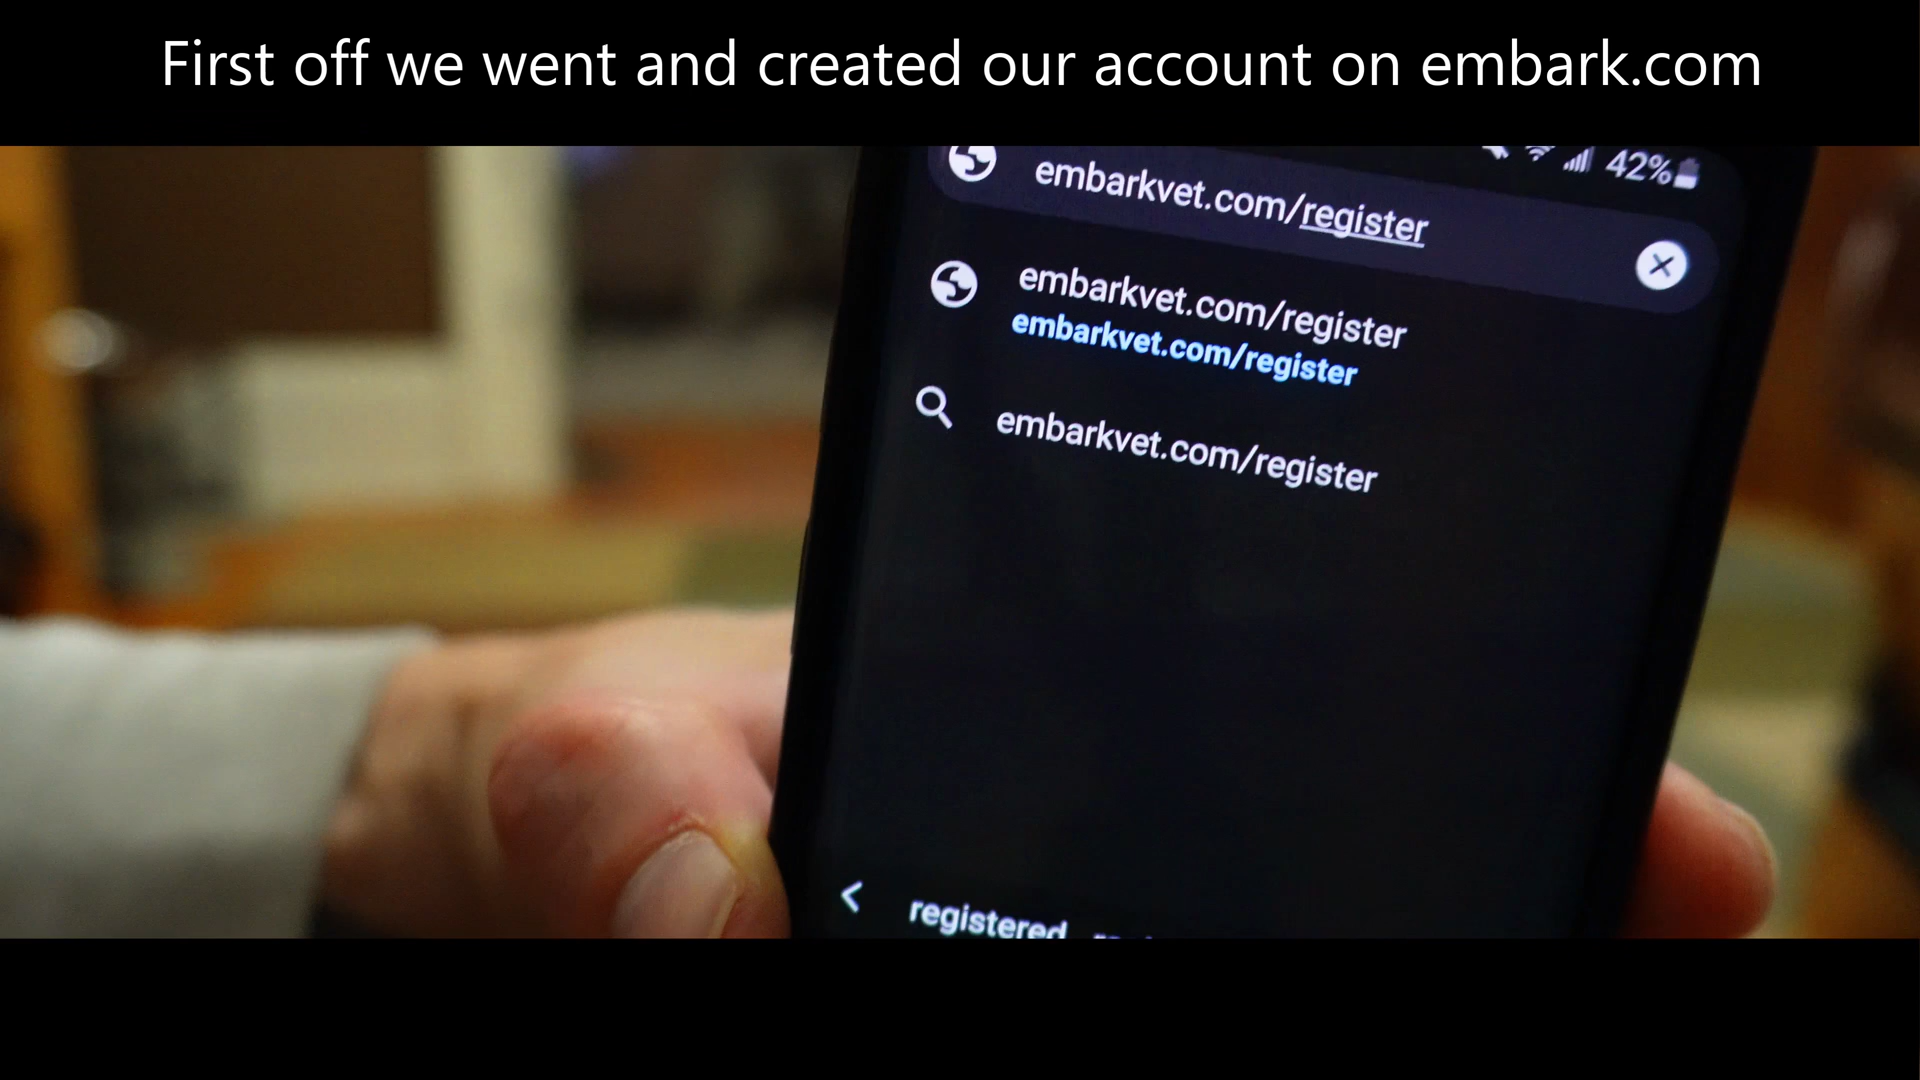 First off we went and created our account on embark.com
42%
embarkvet.com/register
embarkvet.com/register
embarkvet.com/register
embarkvet.com/register
registered